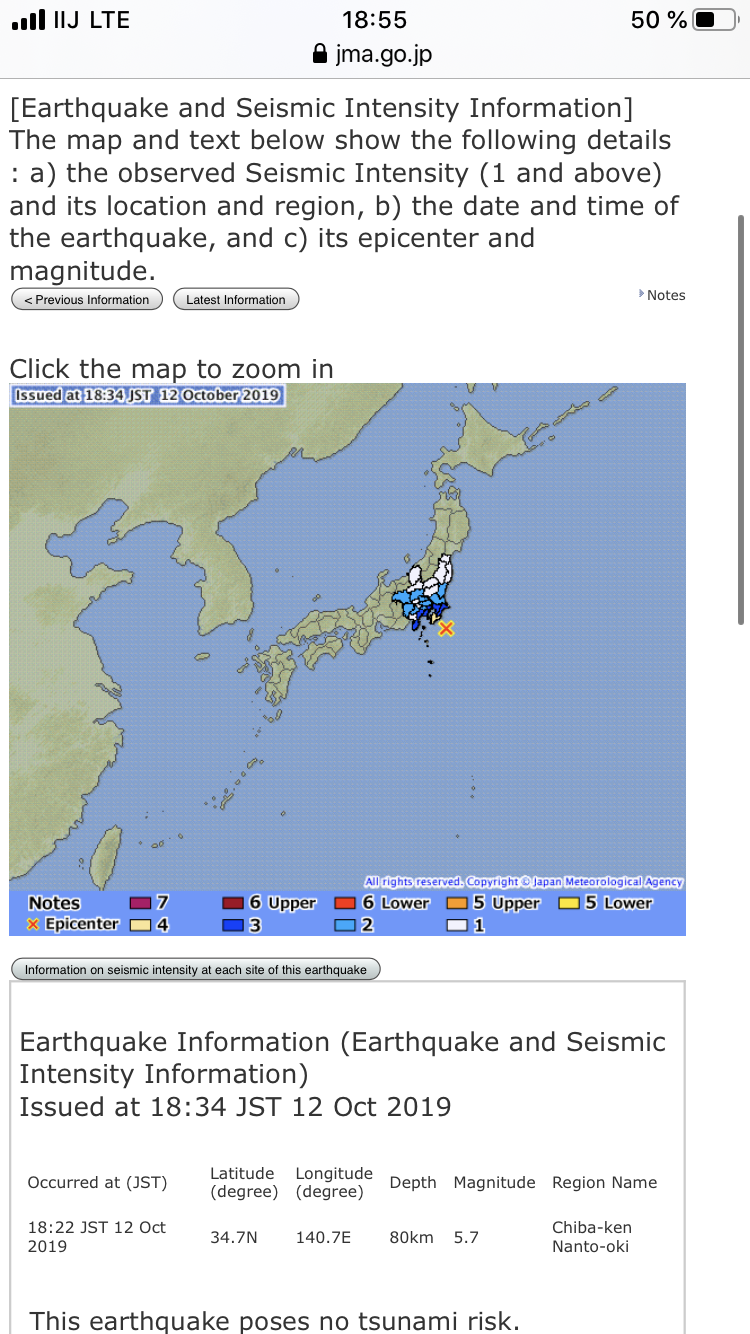 IIJ LTE 18:55 50 %
jma.go.jp
[Earthquake and Seismic Intensity Information]
The map and text below show the following details
: a) the observed Seismic Intensity (1 and above)
and its location and region, b) the date and time of
the earthquake, and c) its epicenter and
magnitude.
< Previous Information Latest Information Notes
Click the map to zoom in
Issued at 18:34 JST 12 October 2019
All rights reserved. Copyright © Japan Meteorological Agency
Notes 7 6 Upper 6 Lower 5 Upper 5 Lower
Epicenter 4 3 2 1
Information on seismic intensity at each site of this earthquake
Earthquake Information (Earthquake and Seismic
Intensity Information)
Issued at 18:34 JST 12 Oct 2019
Occurred at (JST) Latitude (degree) Longitude (degree) Depth Magnitude Region Name
18:22 JST 12 Oct 2019 34.7N 140.7E 80km 5.7 Chiba-ken Nanto-oki
This earthquake poses no tsunami risk.